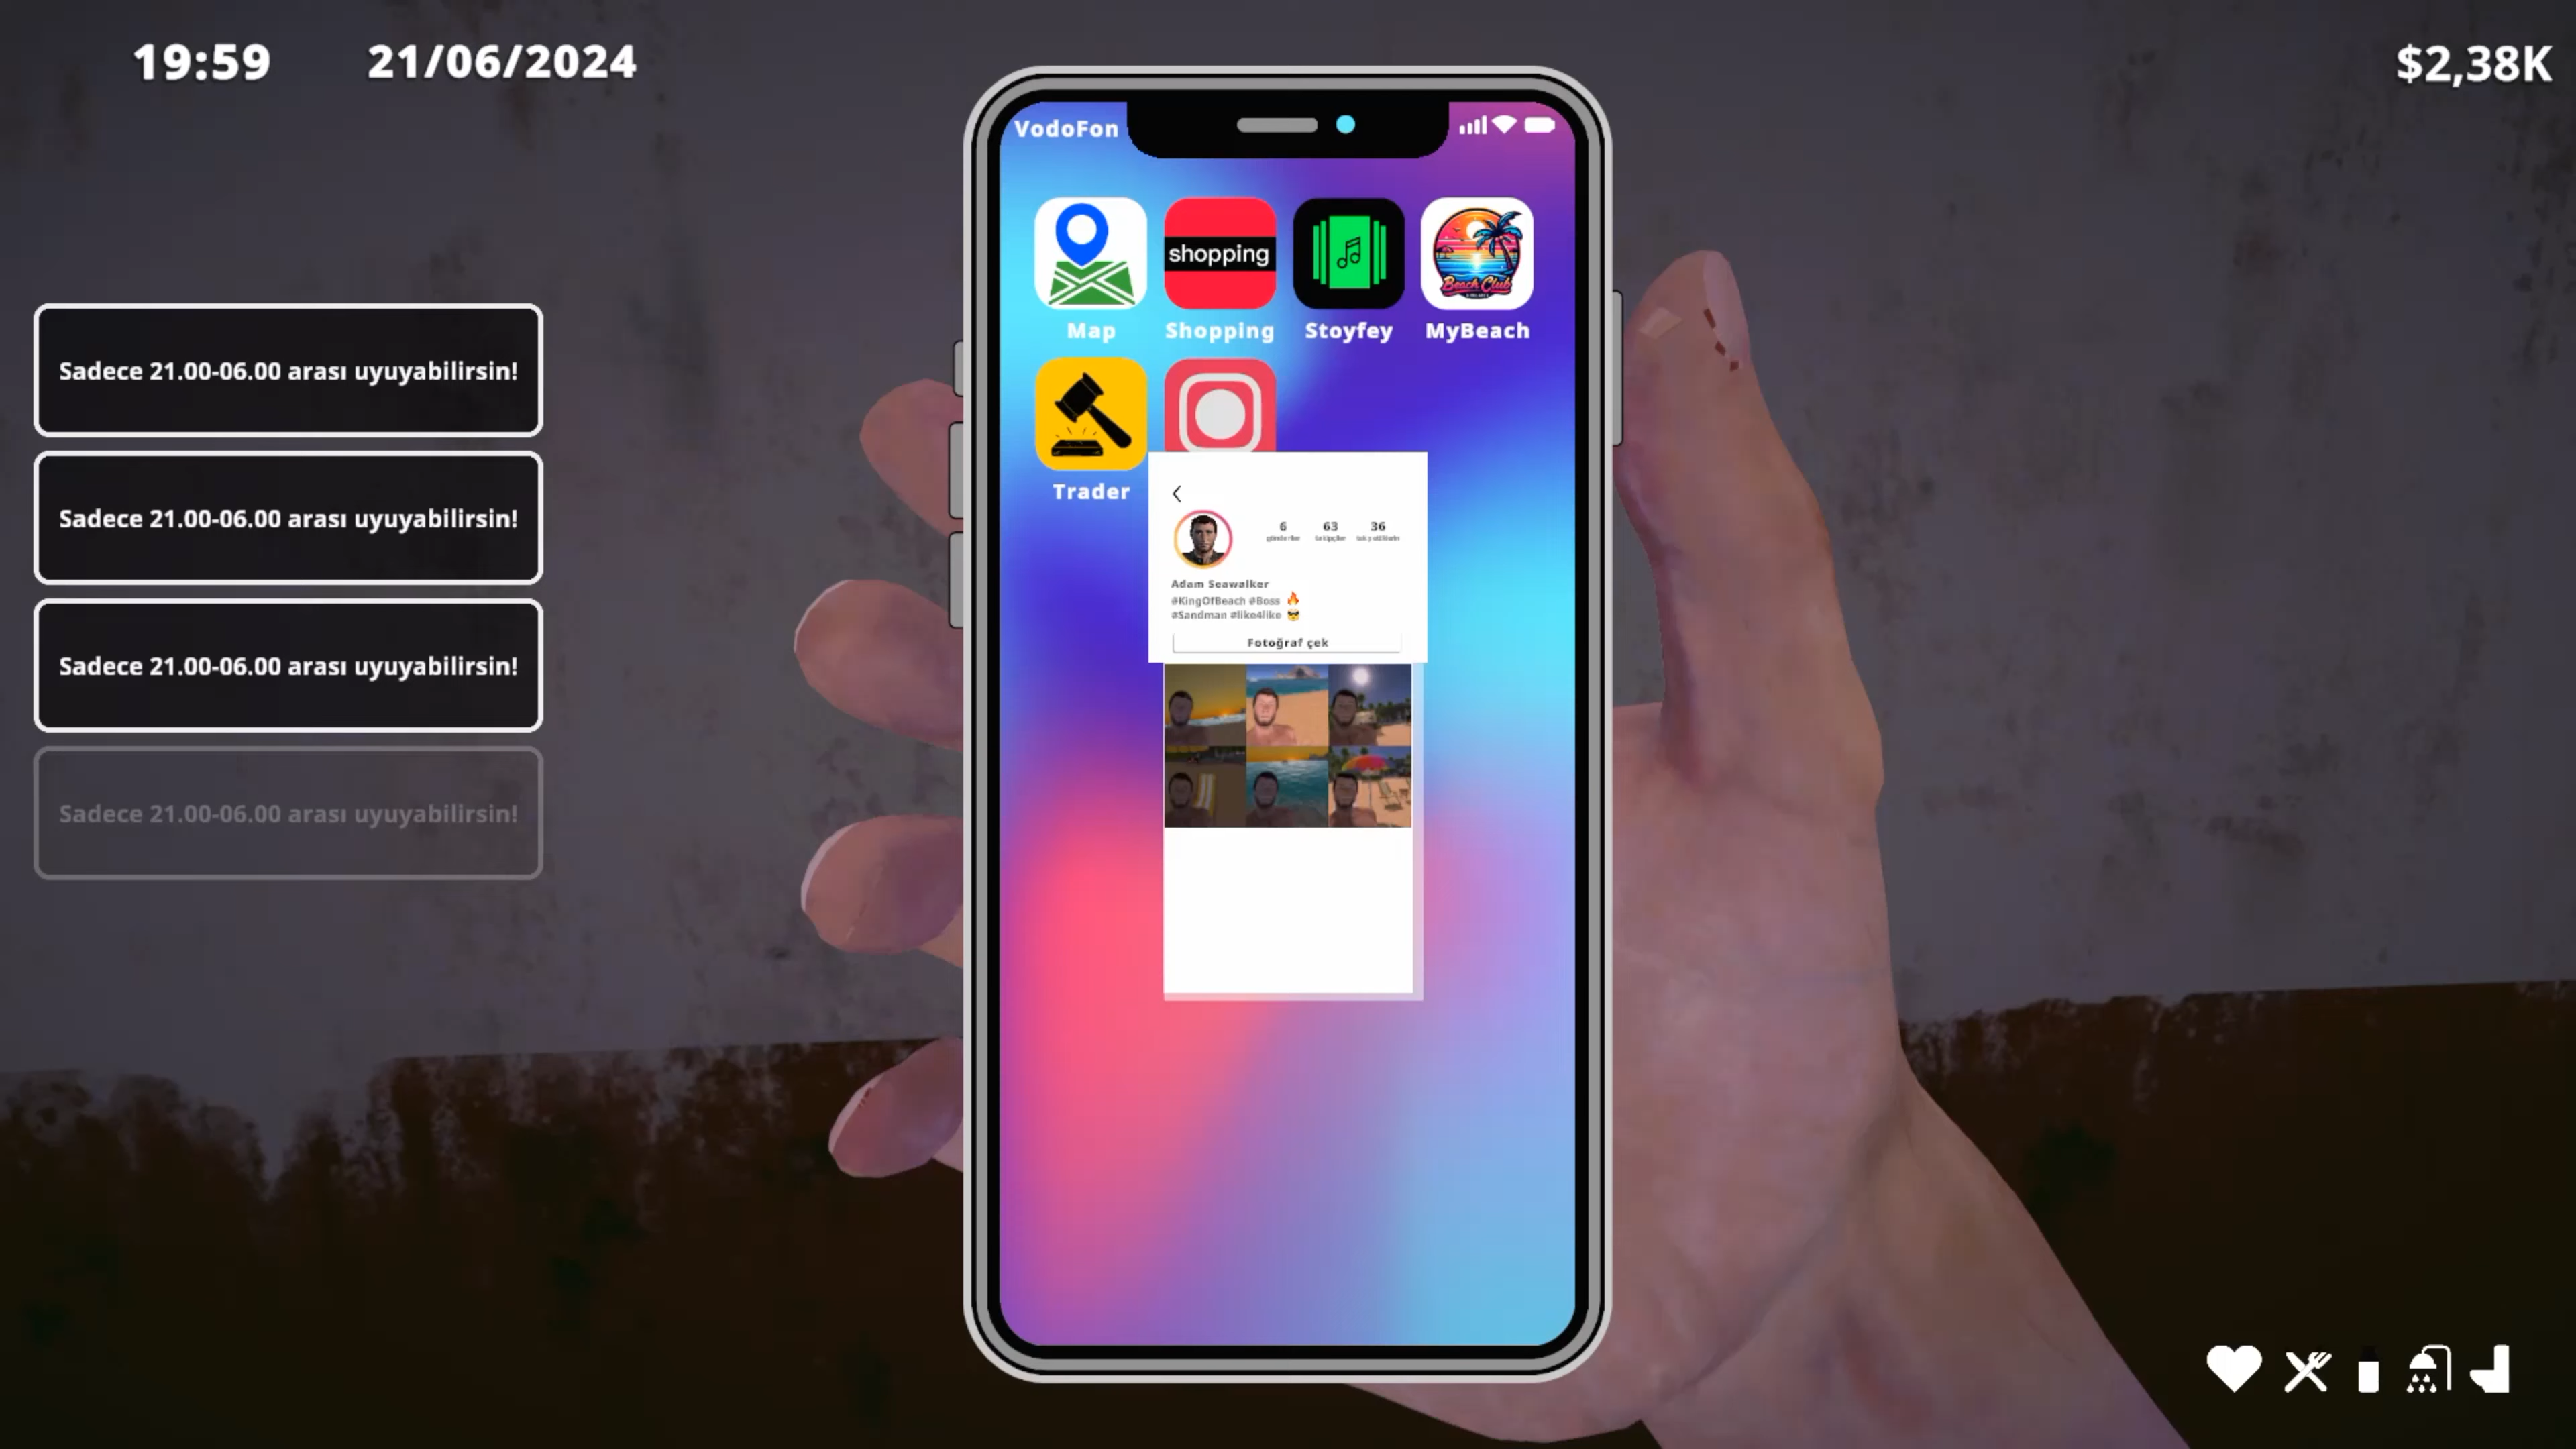 19:59 21/06/2024
$2,38K
Sadece 21.00-06.00 arası uyuyabilirsin!
Sadece 21.00-06.00 arası uyuyabilirsin!
Sadece 21.00-06.00 arası uyuyabilirsin!
Sadece 21.00-06.00 arası uyuyabilirsin!
VodoFon
shopping
Beach Club
Map Shopping Stoyfey MyBeach
Trader
6 63 36
Adam Seawalker
#KingOfBeach #Boss 🔥
#Sandman #like4like 😎
Fotoğraf çek